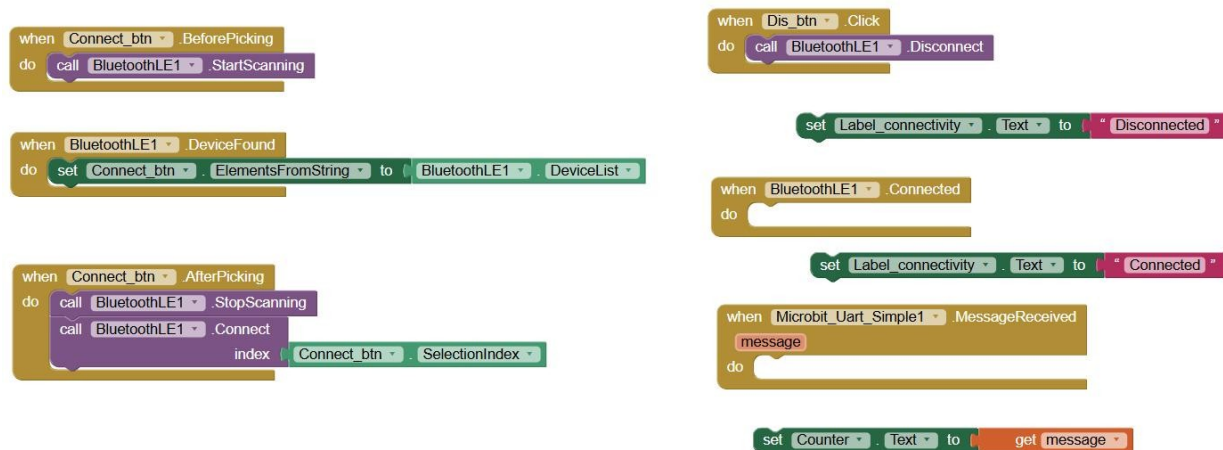 when Connect_btn .BeforePicking
do call BluetoothLE1 .StartScanning
when BluetoothLE1 .DeviceFound
do set Connect_btn . ElementsFromString to BluetoothLE1 . DeviceList
when Connect_btn .AfterPicking
do call BluetoothLE1 .StopScanning
call BluetoothLE1 .Connect
index Connect_btn . SelectionIndex
when Dis_btn .Click
do call BluetoothLE1 .Disconnect
set Label_connectivity . Text to " Disconnected "
when BluetoothLE1 .Connected
do
set Label_connectivity . Text to " Connected "
when Microbit_Uart_Simple1 .MessageReceived
message
do
set Counter . Text to get message